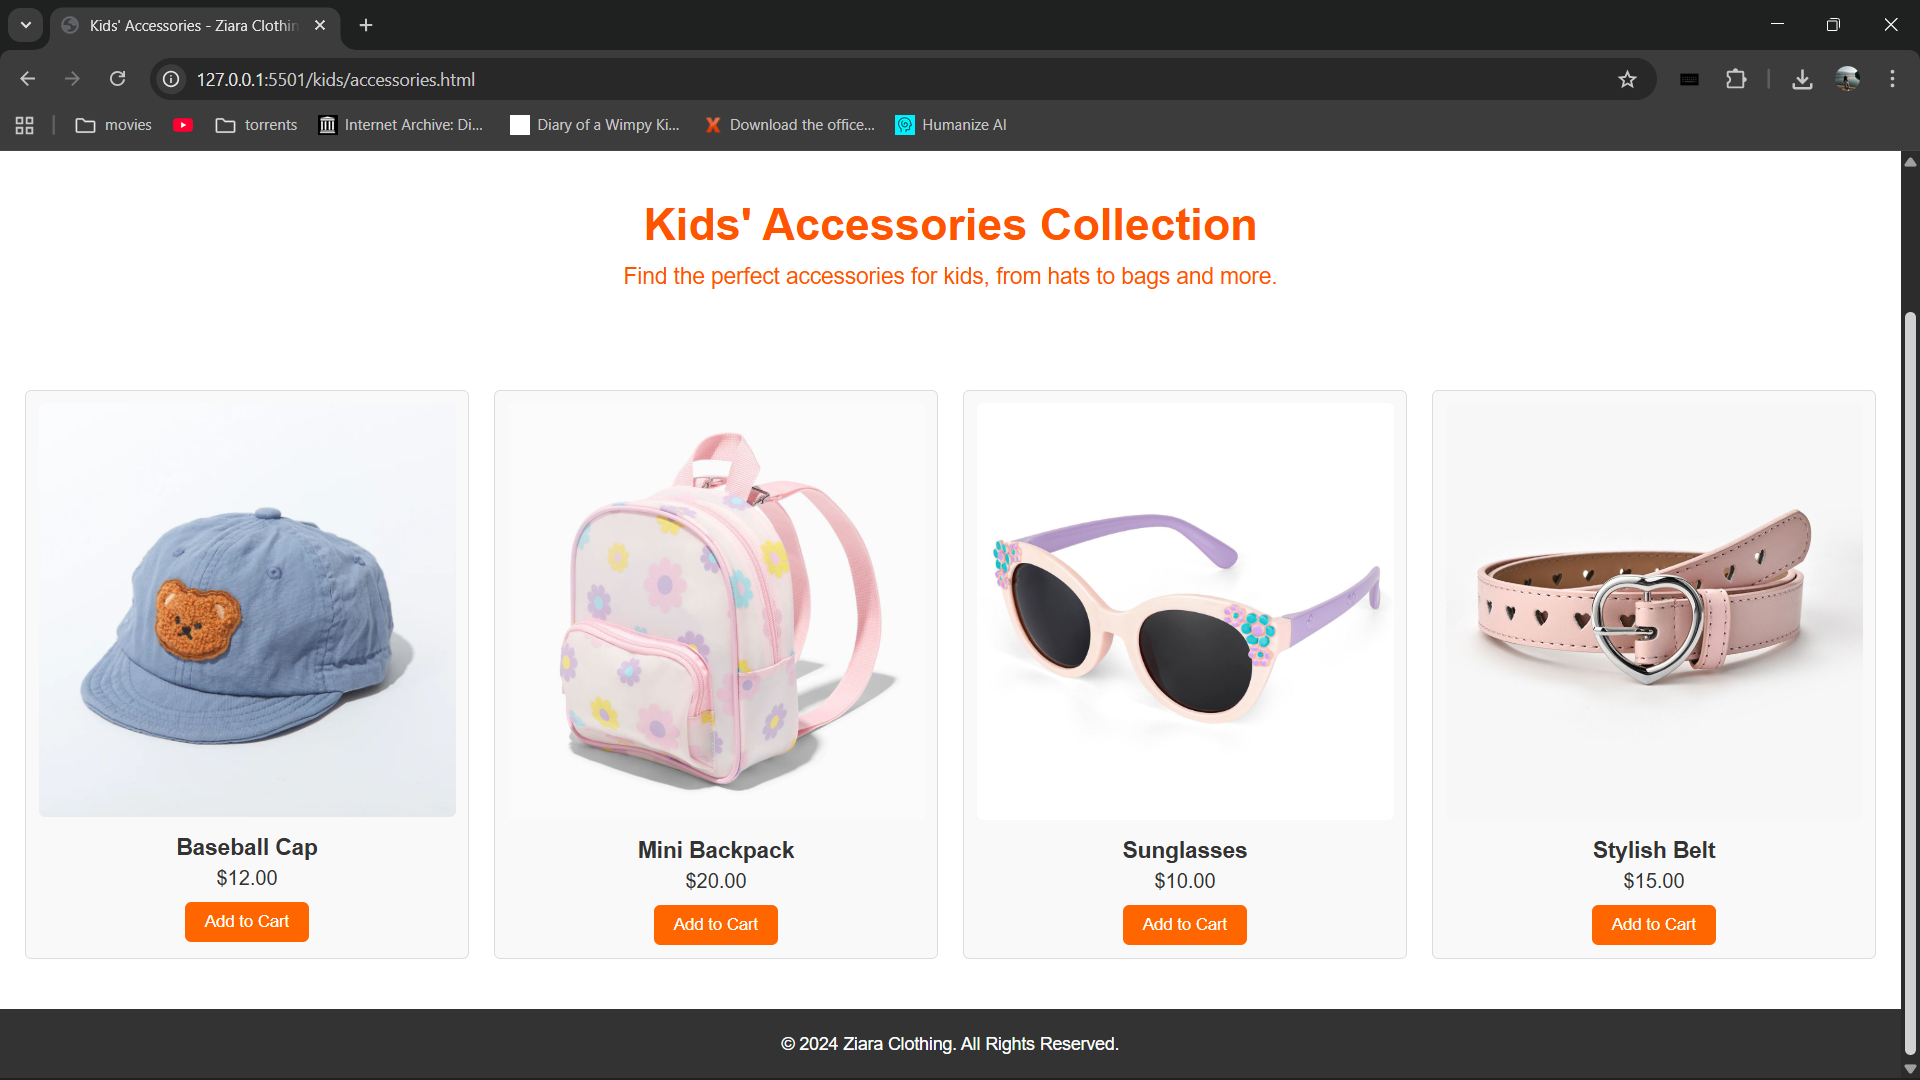 Kids' Accessories - Ziara Clothin
127.0.0.1:5501/kids/accessories.html
movies
torrents
Internet Archive: Di...
Diary of a Wimpy Ki...
Download the office...
Humanize AI
Kids' Accessories Collection
Find the perfect accessories for kids, from hats to bags and more.
Baseball Cap
$12.00
Add to Cart
Mini Backpack
$20.00
Add to Cart
Sunglasses
$10.00
Add to Cart
Stylish Belt
$15.00
Add to Cart
© 2024 Ziara Clothing. All Rights Reserved.